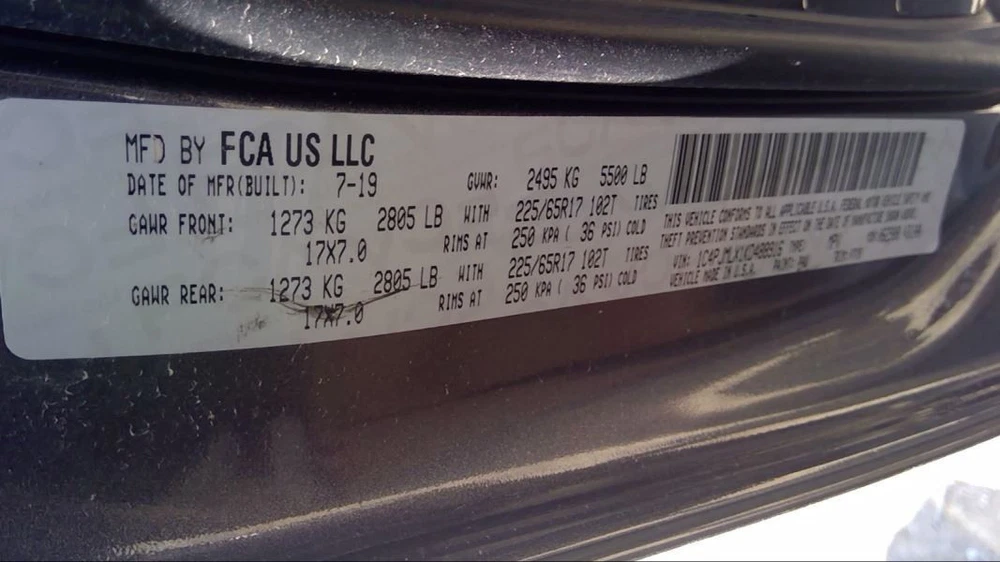 MFD BY FCA US LLC
DATE OF MFR(BUILT): 7-19 GVWR: 2495 KG 5500 LB
GAWR FRONT: 1273 KG 2805 LB WITH 225/65R17 102T TIRES
17X7.0 RIMS AT 250 KPA ( 36 PSI) COLD
GAWR REAR: 1273 KG 2805 LB WITH 225/65R17 102T TIRES
17X7.0 RIMS AT 250 KPA ( 36 PSI) COLD
THIS VEHICLE CONFORMS TO ALL APPLICABLE U.S.A. FEDERAL MOTOR VEHICLE SAFETY AND
THEFT PREVENTION STANDARDS IN EFFECT ON THE DATE OF MANUFACTURE SHOWN ABOVE.
VIN: TYPE: MPV
VEHICLE MADE IN U.S.A. PAINT: